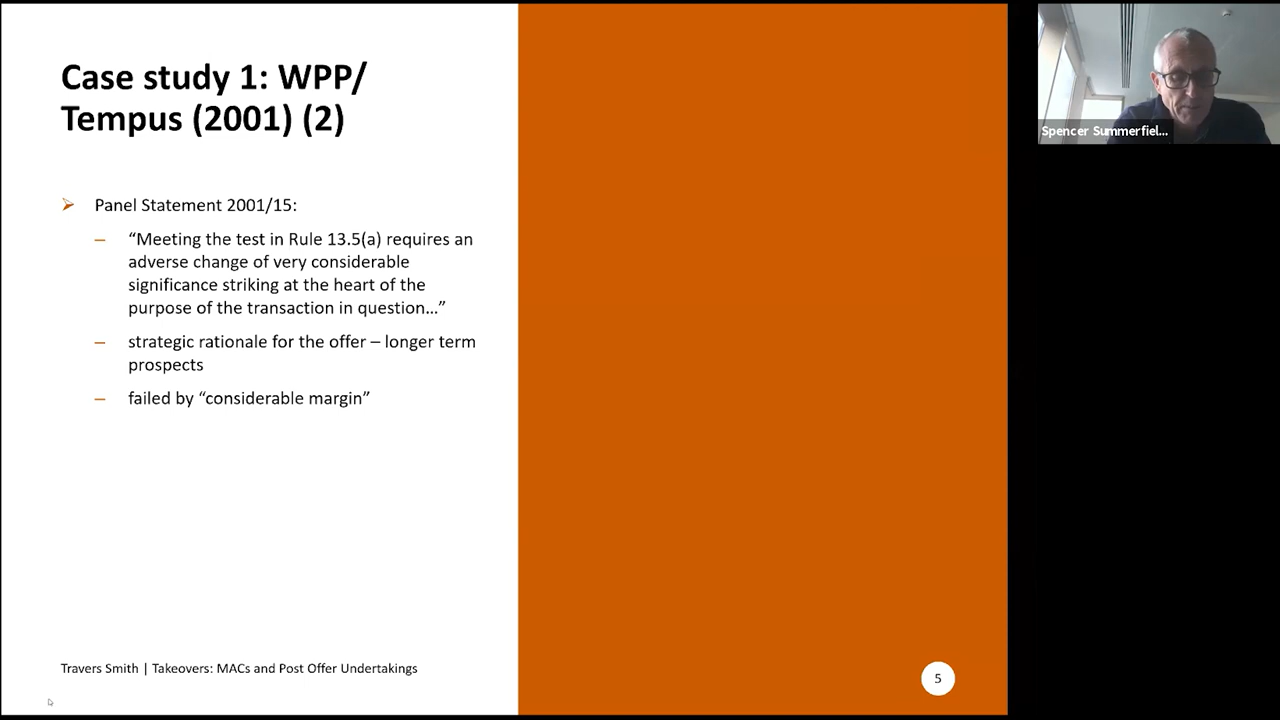 Case study 1: WPP/
Tempus (2001) (2)
Panel Statement 2001/15:
– “Meeting the test in Rule 13.5(a) requires an
adverse change of very considerable
significance striking at the heart of the
purpose of the transaction in question…”
– strategic rationale for the offer – longer term
prospects
– failed by “considerable margin”
Travers Smith | Takeovers: MACs and Post Offer Undertakings
5
Spencer Summerfiel...